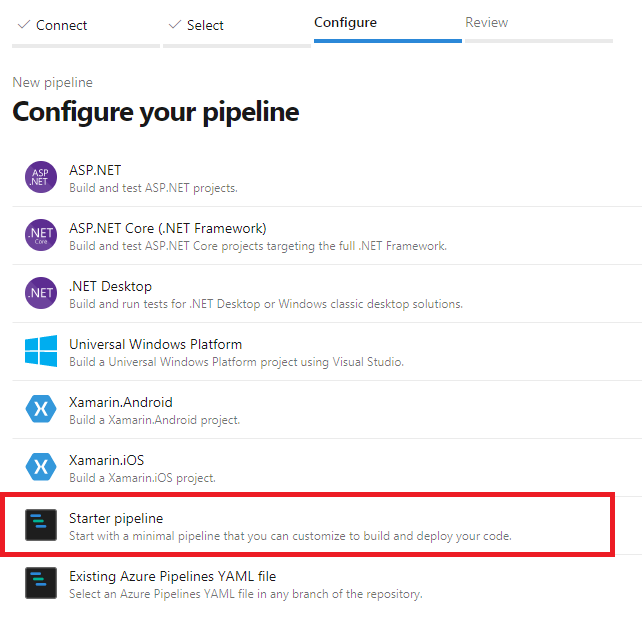 Connect
Select
Configure
Review
New pipeline
Configure your pipeline
ASP
.NET
ASP.NET
Build and test ASP.NET projects.
.NET
Core
ASP.NET Core (.NET Framework)
Build and test ASP.NET Core projects targeting the full .NET Framework.
.NET
.NET Desktop
Build and run tests for .NET Desktop or Windows classic desktop solutions.
Universal Windows Platform
Build a Universal Windows Platform project using Visual Studio.
Xamarin.Android
Build a Xamarin.Android project.
Xamarin.iOS
Build a Xamarin.iOS project.
Starter pipeline
Start with a minimal pipeline that you can customize to build and deploy your code.
Existing Azure Pipelines YAML file
Select an Azure Pipelines YAML file in any branch of the repository.